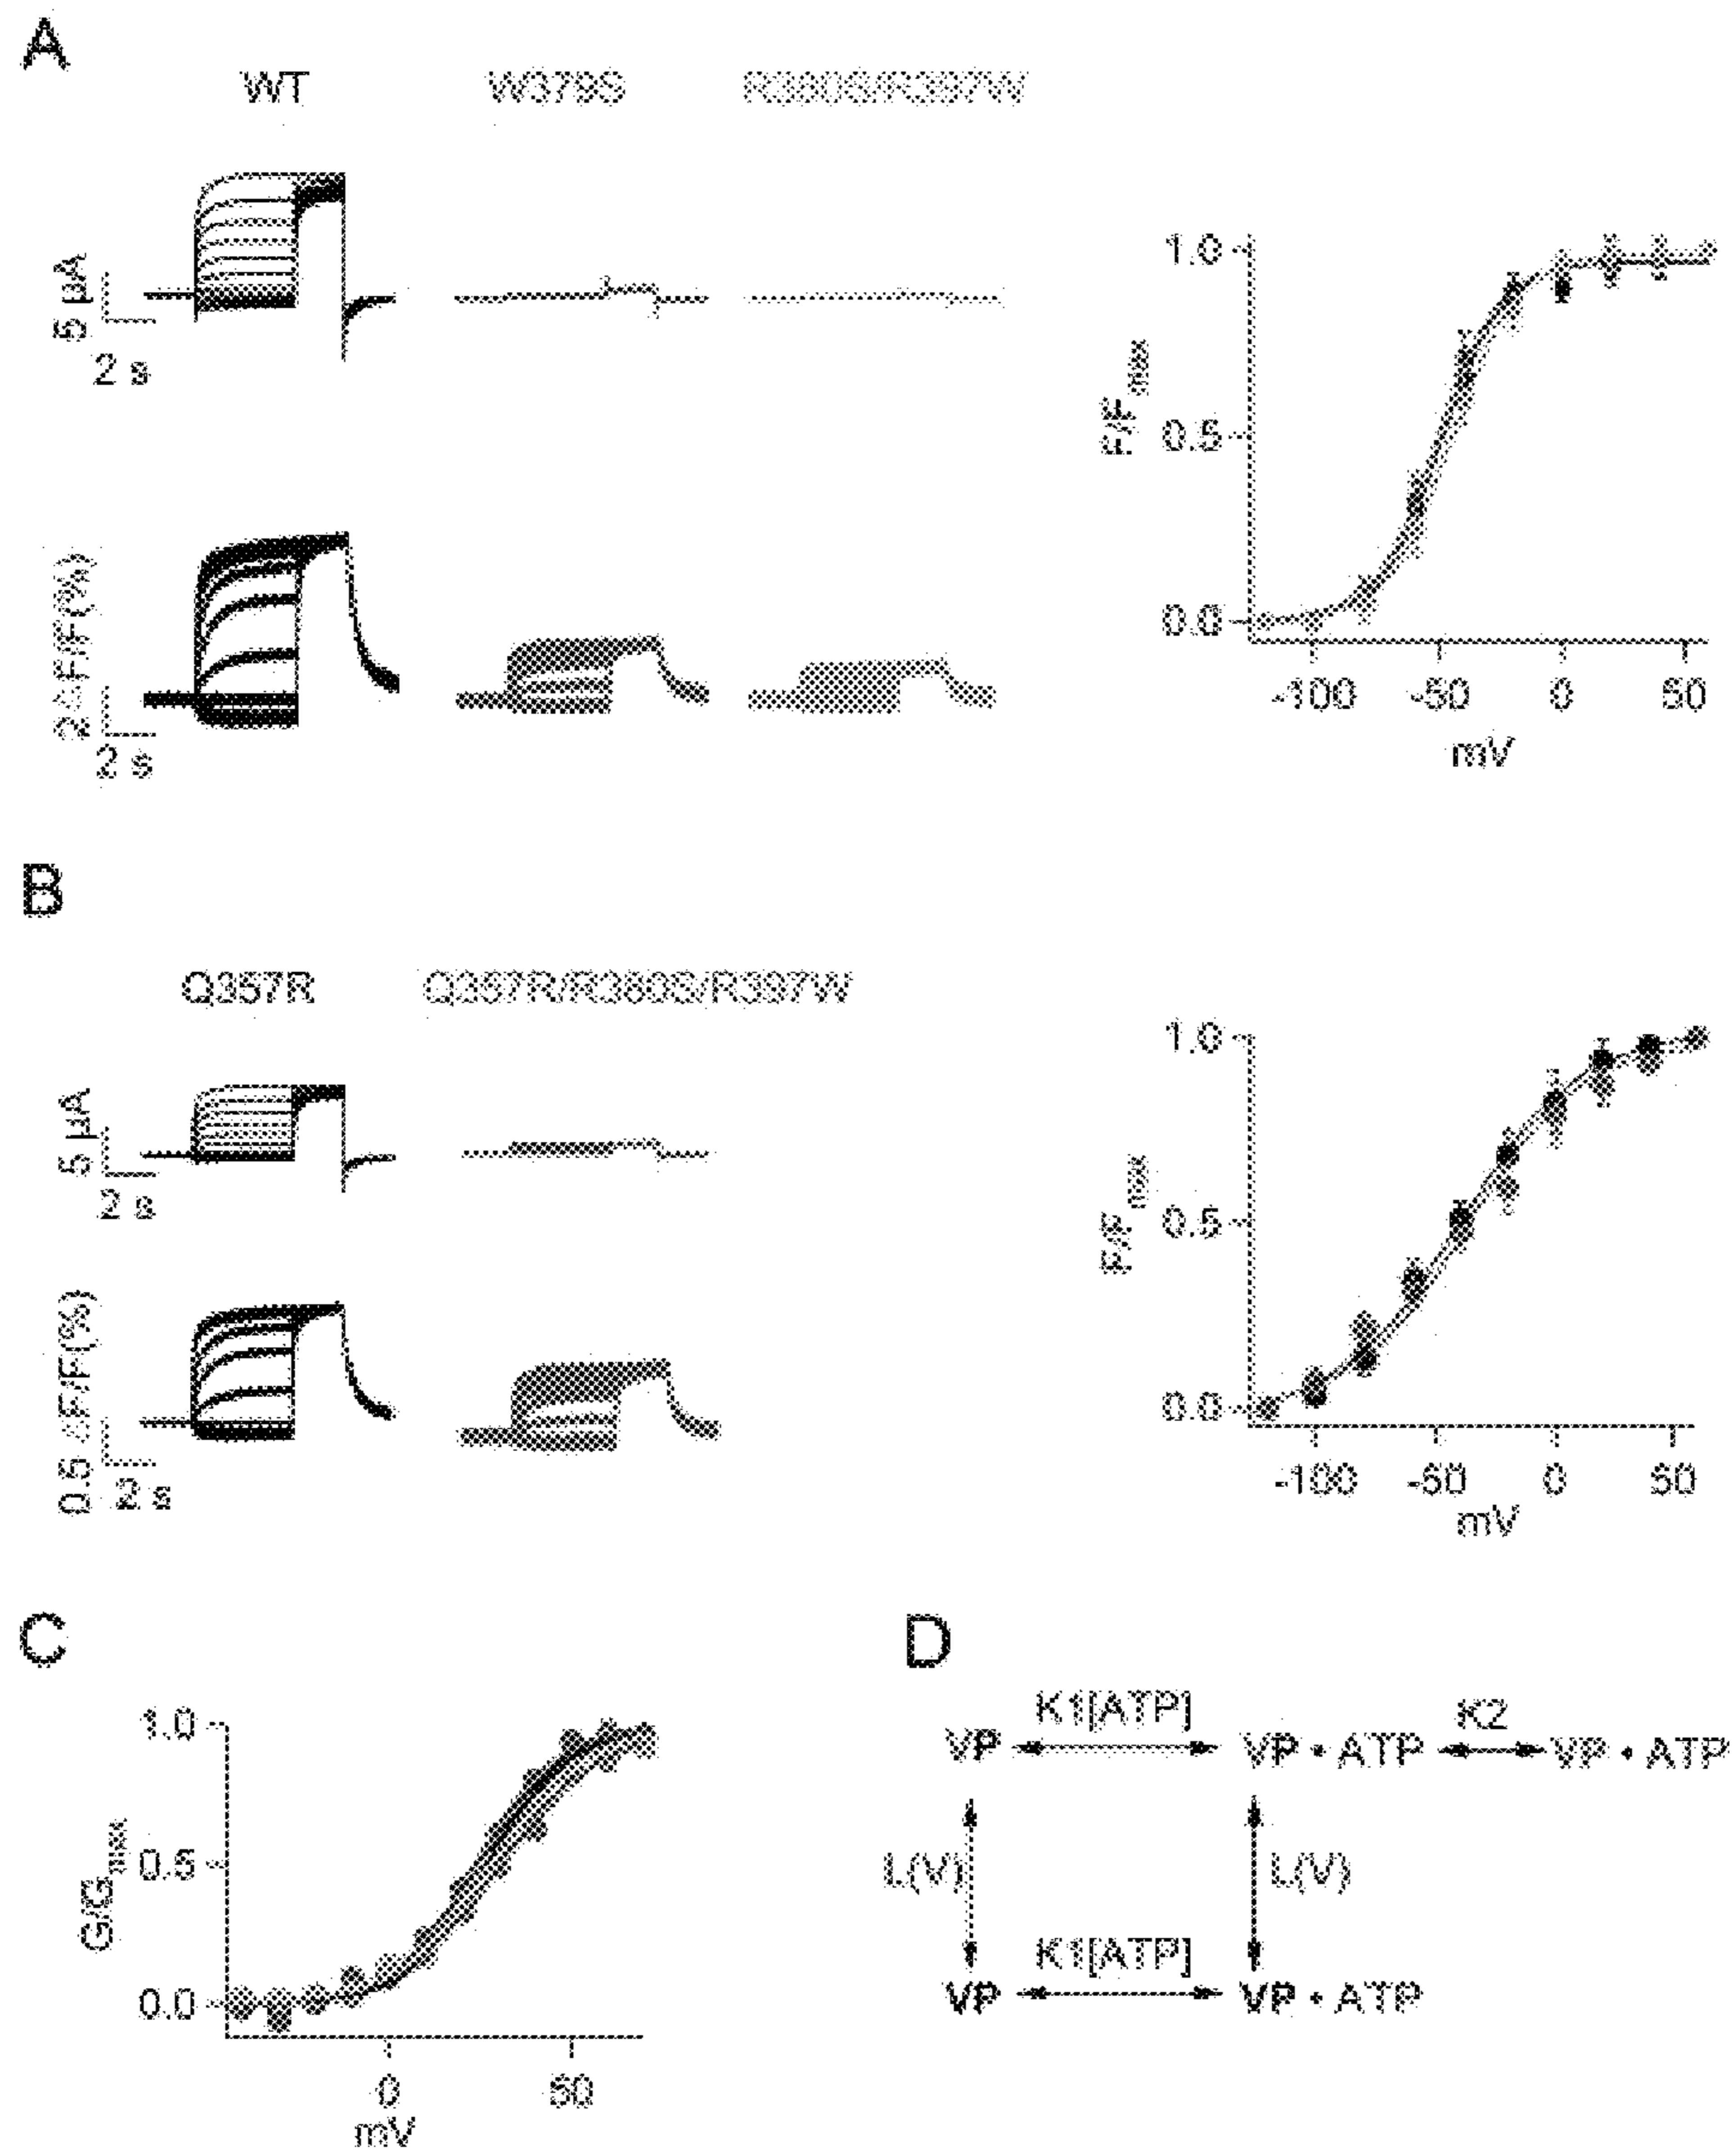 A
WT W379S R380S/R397W
5 µA
2 s
2 ΔF/F(%)
2 s
F/Fmax
1.0
0.5
0.0
-100 -50 0 50
mV
B
Q357R Q357R/R380S/R397W
5 µA
2 s
0.5 ΔF/F(%)
2 s
F/Fmax
1.0
0.5
0.0
-100 -50 0 50
mV
C
G/Gmax
1.0
0.5
0.0
0 50
mV
D
K1[ATP] K2
VP VP • ATP VP • ATP
L(V) L(V)
K1[ATP]
VP VP • ATP